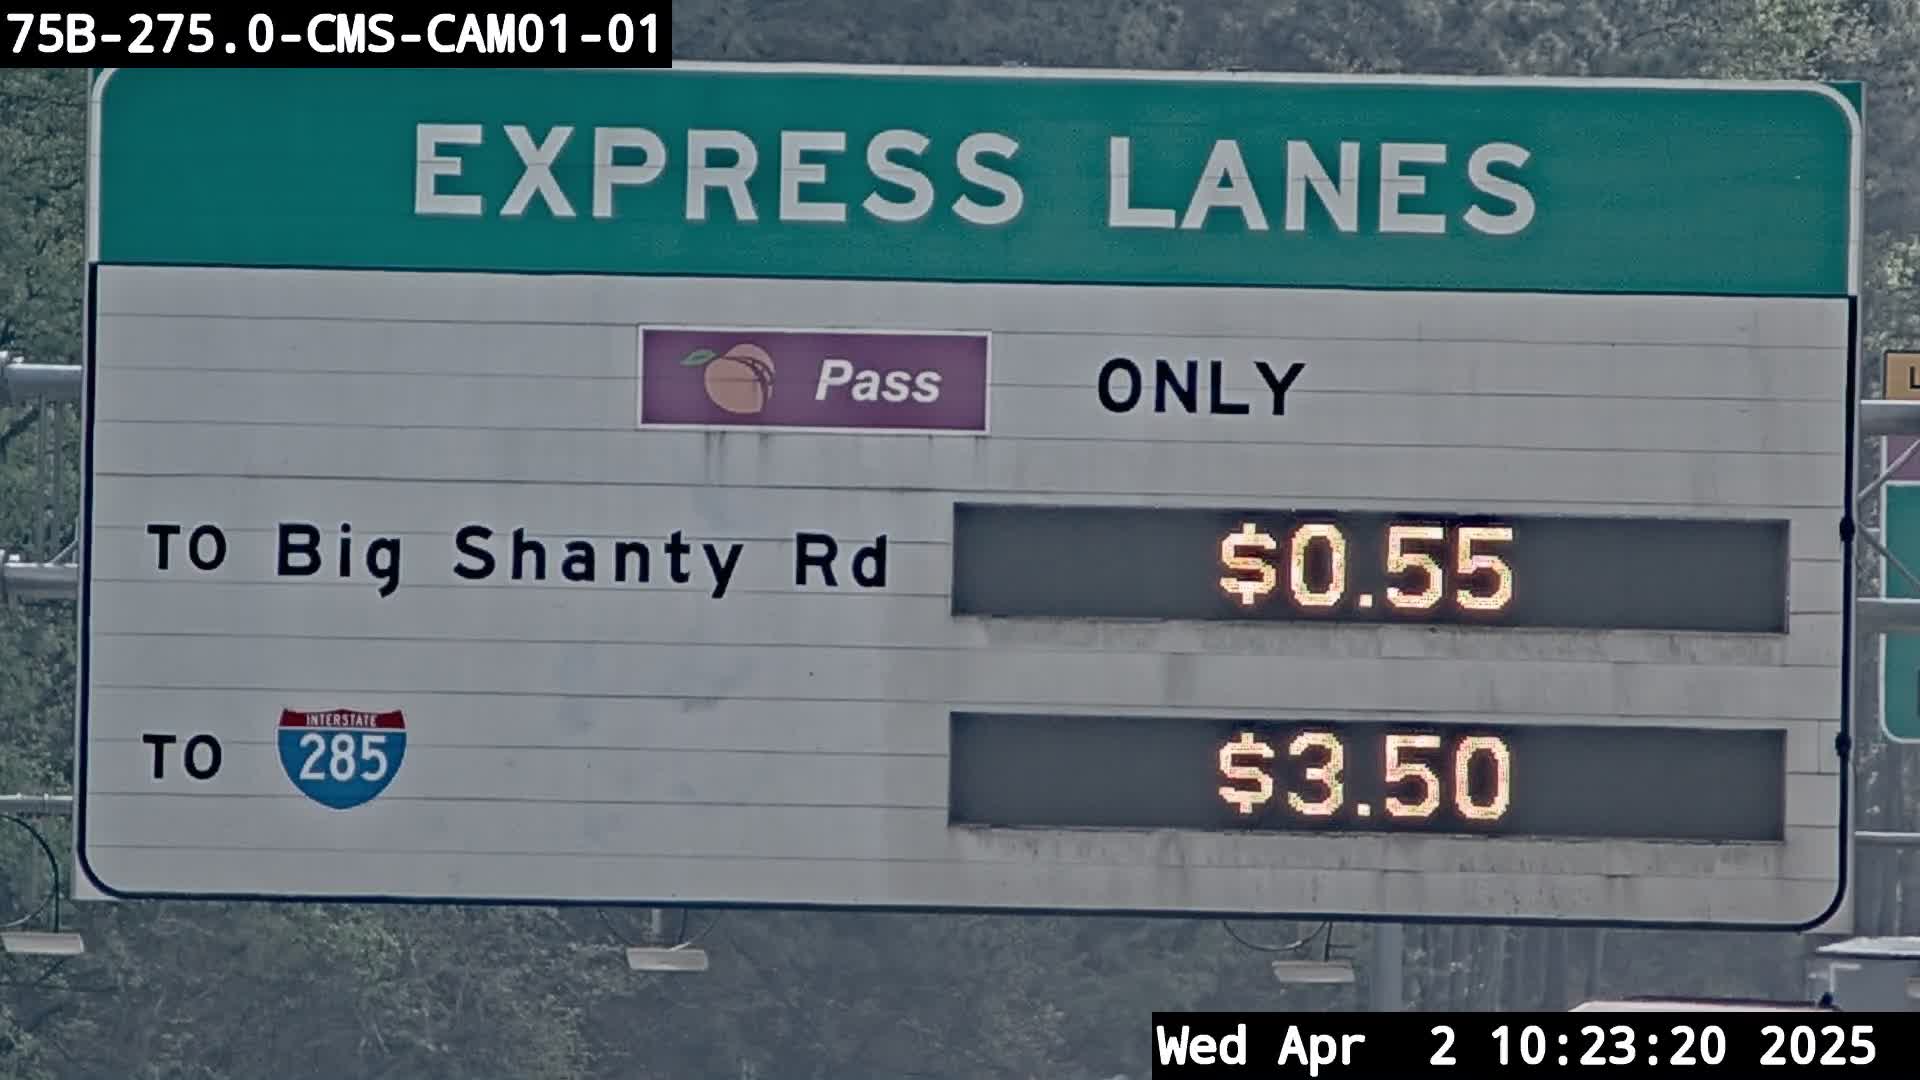 75B-275.0-CMS-CAM01-01
EXPRESS LANES
Pass ONLY
TO Big Shanty Rd $0.55
INTERSTATE
TO 285 $3.50
Wed Apr 2 10:23:20 2025